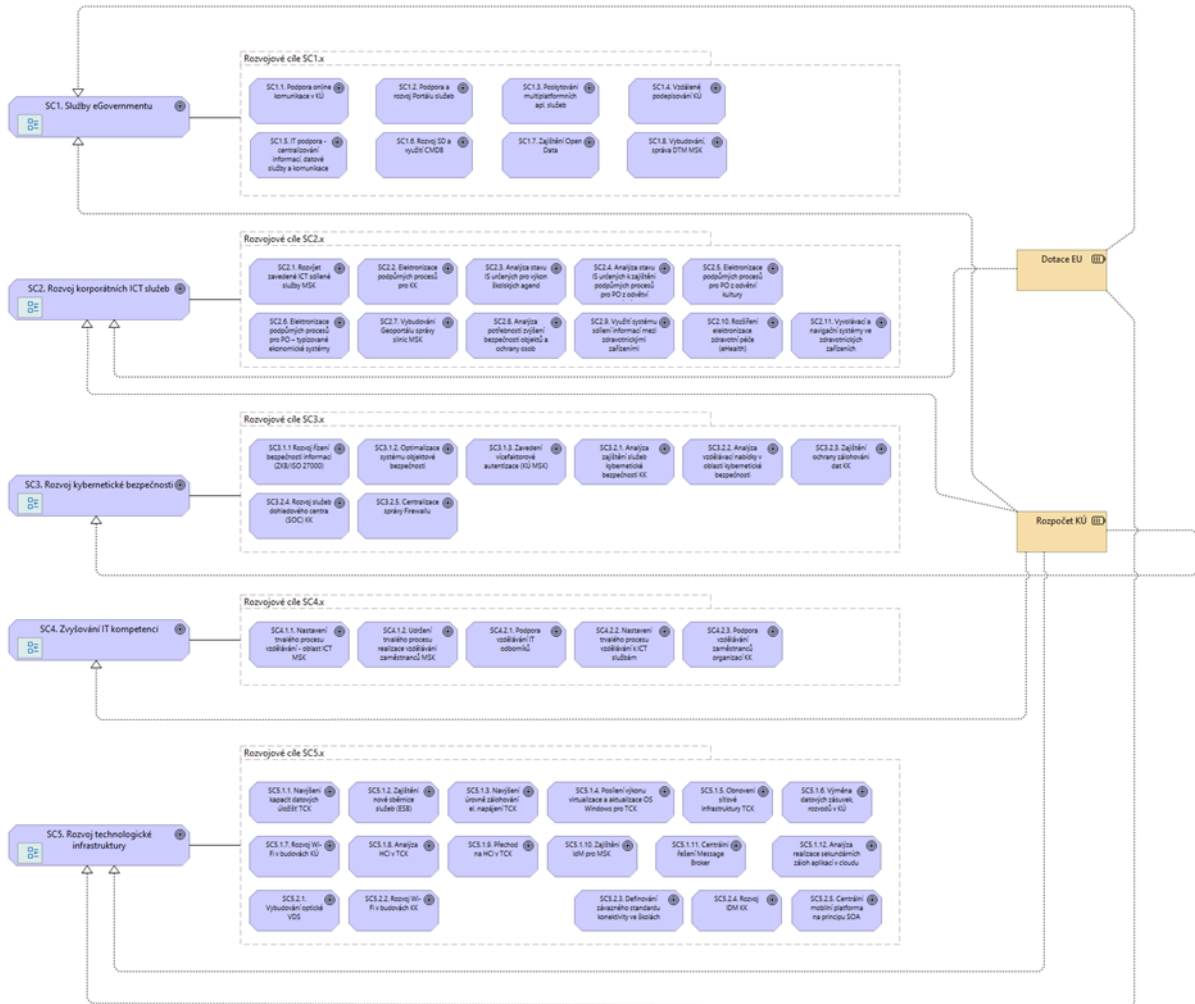 Rozvojové cíle SC1.x
SC1. Služby eGovernmentu
SC1.1. Podpora online
komunikace v KÚ
SC1.2. Podpora a
rozvoj Portálu služeb
SC1.3. Poskytování
multiplatformních
apl. služeb
SC1.4. Vzdálené
podepisování KÚ
SC1.5. IT podpora -
centralizování
informací, datové
služby a komunikace
SC1.6. Rozvoj SD a
využití CMDB
SC1.7. Zajištění Open
Data
SC1.8. Vybudování,
správa DTM MSK
Rozvojové cíle SC2.x
SC2. Rozvoj korporátních ICT služeb
SC2.1. Rozvíjet
zavedené ICT sdílené
služby MSK
SC2.2. Elektronizace
podpůrných procesů
pro KK
SC2.3. Analýza stavu
IS určených pro výkon
školských agend
SC2.4. Analýza stavu
IS určených k zajištění
podpůrných procesů
pro PO z odvětví
SC2.5. Elektronizace
podpůrných procesů
pro PO z odvětví
kultury
SC2.6. Elektronizace
podpůrných procesů
pro PO – typizované
ekonomické systémy
SC2.7. Vybudování
Geoportálu správy
silnic MSK
SC2.8. Analýza
potřebnosti zvýšení
bezpečnosti objektů a
ochrany osob
SC2.9. Využití systému
sdílení informací mezi
zdravotnickými
zařízeními
SC2.10. Rozšíření
elektronizace
zdravotní péče
(eHealth)
SC2.11. Vyvolávací a
navigační systémy ve
zdravotnických
zařízeních
Dotace EU
Rozvojové cíle SC3.x
SC3. Rozvoj kybernetické bezpečnosti
SC3.1.1 Rozvoj řízení
bezpečnosti informací
(ZKB/ISO 27000)
SC3.1.2. Optimalizace
systému objektové
bezpečnosti
SC3.1.3. Zavedení
vícefaktorové
autentizace (KÚ MSK)
SC3.2.1. Analýza
zajištění služeb
kybernetické
bezpečnosti KK
SC3.2.2. Analýza
vzdělávací nabídky v
oblasti kybernetické
bezpečnosti
SC3.2.3. Zajištění
ochrany zálohování
dat KK
SC3.2.4. Rozvoj služeb
dohledového centra
(SOC) KK
SC3.2.5. Centralizace
správy Firewallu
Rozpočet KÚ
Rozvojové cíle SC4.x
SC4. Zvyšování IT kompetencí
SC4.1.1. Nastavení
trvalého procesu
vzdělávání - oblast ICT
MSK
SC4.1.2. Udržení
trvalého procesu
realizace vzdělávání
zaměstnanců MSK
SC4.2.1. Podpora
vzdělávání IT
odborníků
SC4.2.2. Nastavení
trvalého procesu
vzdělávání k ICT
službám
SC4.2.3. Podpora
vzdělávání
zaměstnanců
organizací KK
Rozvojové cíle SC5.x
SC5. Rozvoj technologické
infrastruktury
SC5.1.1. Navýšení
kapacit datových
úložišť TCK
SC5.1.2. Zajištění
nové sběrnice
služeb (ESB)
SC5.1.3. Navýšení
úrovně zálohování
el. napájení TCK
SC5.1.4. Posílení výkonu
virtualizace a aktualizace OS
Windows pro TCK
SC5.1.5. Obnovení
síťové
infrastruktury TCK
SC5.1.6. Výměna
datových zásuvek,
rozvodů v KÚ
SC5.1.7. Rozvoj Wi-
Fi v budovách KÚ
SC5.1.8. Analýza
HCI v TCK
SC5.1.9. Přechod
na HCI v TCK
SC5.1.10. Zajištění
IdM pro MSK
SC5.1.11. Centrální
řešení Message
Broker
SC5.1.12. Analýza
realizace sekundárních
záloh aplikací v cloudu
SC5.2.1.
Vybudování optické
VDS
SC5.2.2. Rozvoj Wi-
Fi v budovách KK
SC5.2.3. Definování
závazného standardu
konektivity ve školách
SC5.2.4. Rozvoj
IDM KK
SC5.2.5. Centrální
mobilní platforma
na principu SOA